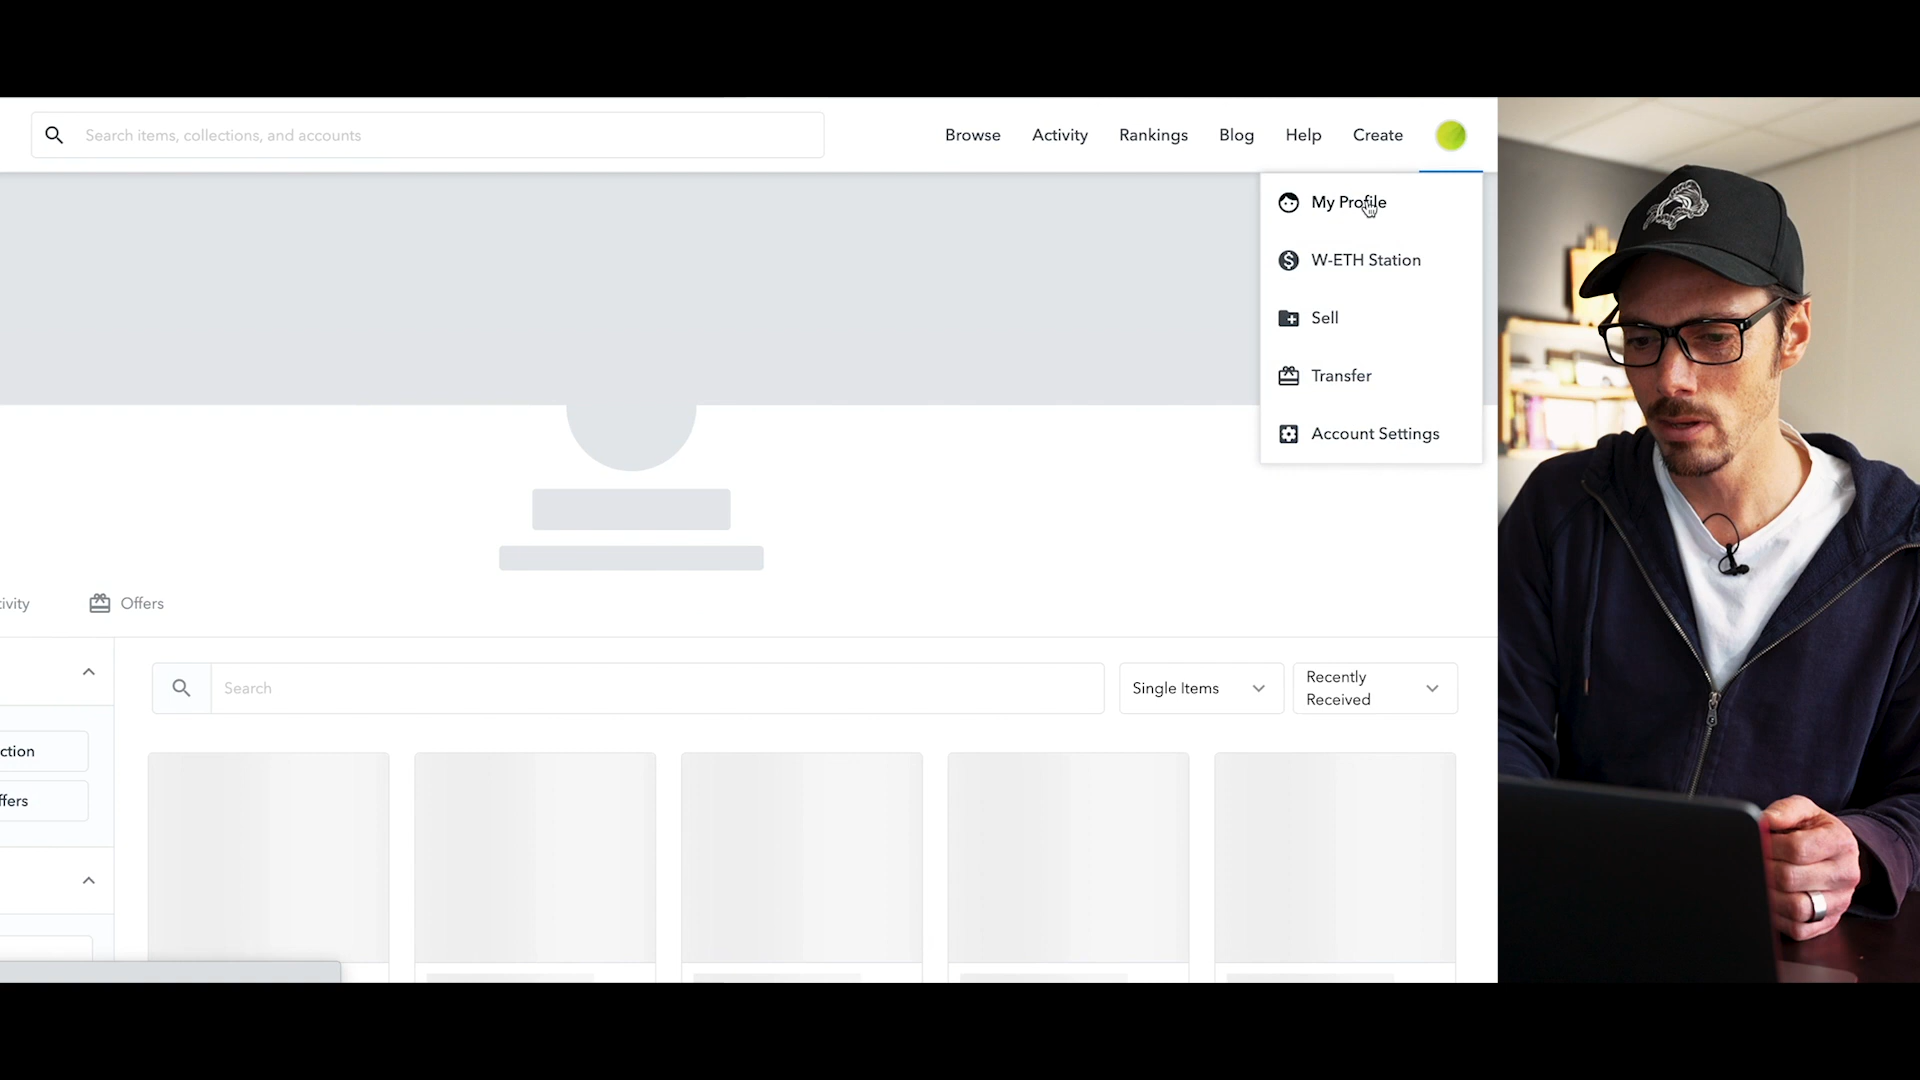 Search items, collections, and accounts
Browse
Activity
Rankings
Blog
Help
Create
My Profile
W-ETH Station
Sell
Transfer
Account Settings
tivity
Offers
Search
Single Items
Recently
Received
ction
ffers